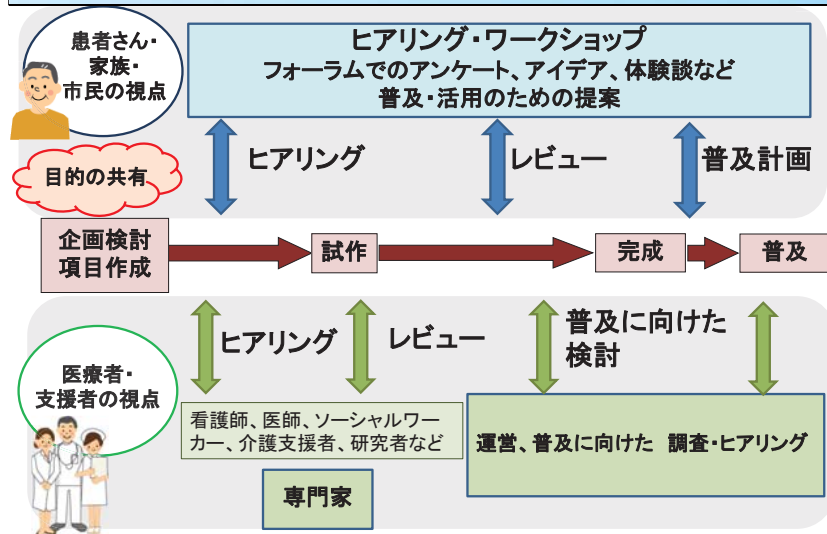 患者さん・
家族・
市民の視点
ヒアリング・ワークショップ
フォーラムでのアンケート、アイデア、体験談など
普及・活用のための提案
目的の共有
ヒアリング
レビュー
普及計画
企画検討
項目作成
試作
完成
普及
ヒアリング
レビュー
普及に向けた
検討
医療者・
支援者の視点
看護師、医師、ソーシャルワー
カー、介護支援者、研究者など
専門家
運営、普及に向けた 調査・ヒアリング